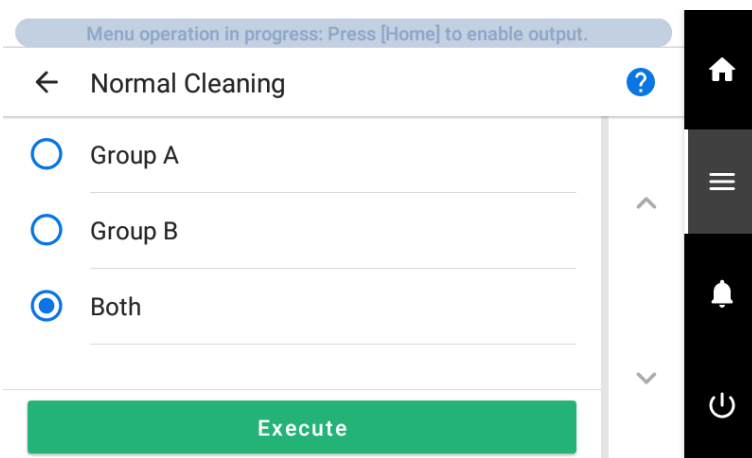 Menu operation in progress: Press [Home] to enable output.
Normal Cleaning
?
Group A
Group B
Both
Execute